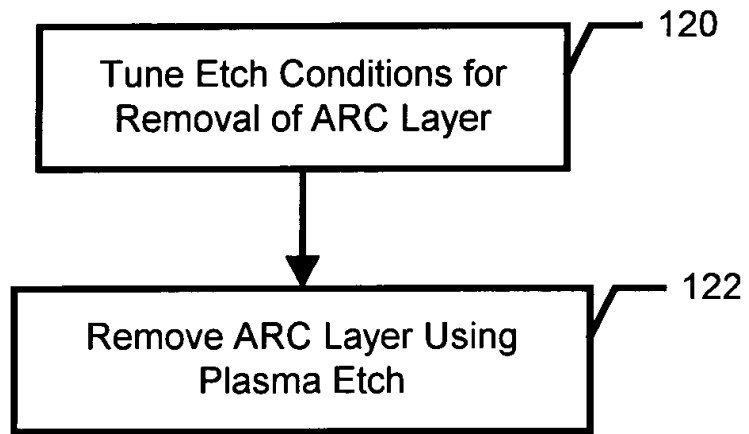 120
Tune Etch Conditions for
Removal of ARC Layer
122
Remove ARC Layer Using
Plasma Etch